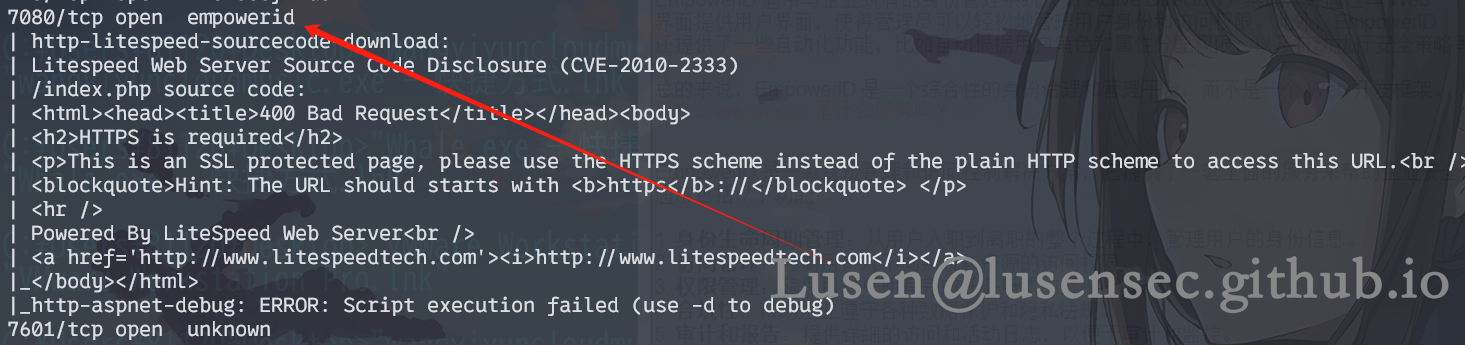 7080/tcp open  empowerid
| http-litespeed-sourcecode-download:
| Litespeed Web Server Source Code Disclosure (CVE-2010-2333)
| /index.php source code:
| <html><head><title>400 Bad Request</title></head><body>
| <h2>HTTPS is required</h2>
| <p>This is an SSL protected page, please use the HTTPS scheme instead of the plain HTTP scheme to access this URL.<br />
| <blockquote>Hint: The URL should starts with <b>https</b>://</blockquote> </p>
| <hr />
| Powered By LiteSpeed Web Server<br />
| <a href='http://www.litespeedtech.com'><i>http://www.litespeedtech.com</i></a>
|_</body></html>
|_http-aspnet-debug: ERROR: Script execution failed (use -d to debug)
7601/tcp open  unknown
Lusen@lusensec.github.io